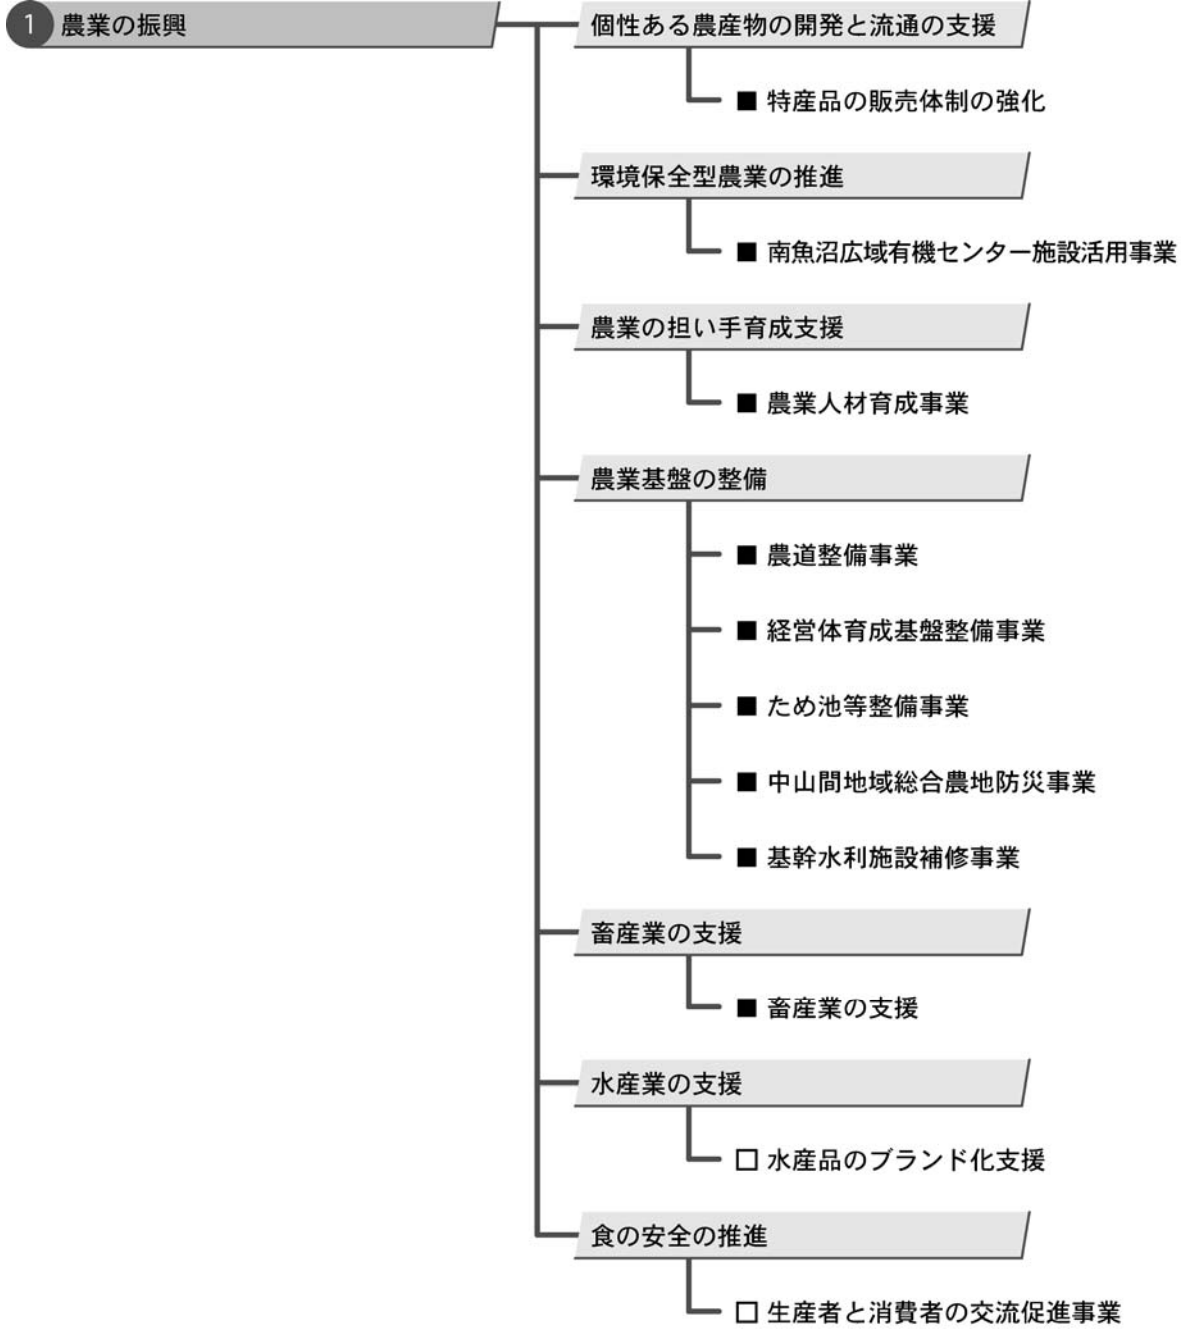 1 農業の振興
個性ある農産物の開発と流通の支援
■ 特産品の販売体制の強化
環境保全型農業の推進
■ 南魚沼広域有機センター施設活用事業
農業の担い手育成支援
■ 農業人材育成事業
農業基盤の整備
■ 農道整備事業
■ 経営体育成基盤整備事業
■ ため池等整備事業
■ 中山間地域総合農地防災事業
■ 基幹水利施設補修事業
畜産業の支援
■ 畜産業の支援
水産業の支援
□ 水産品のブランド化支援
食の安全の推進
□ 生産者と消費者の交流促進事業